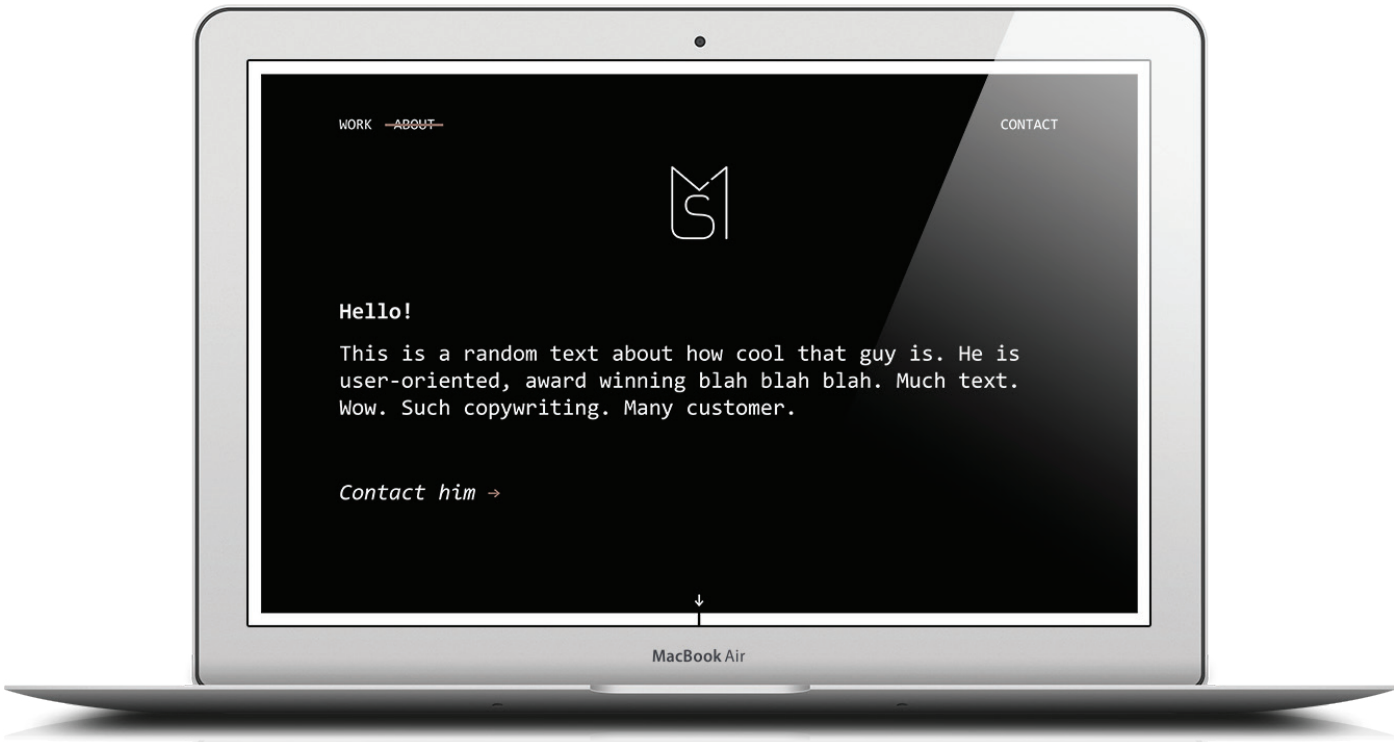 WORK ABOUT CONTACT
MS
Hello!
This is a random text about how cool that guy is. He is
user-oriented, award winning blah blah blah. Much text.
Wow. Such copywriting. Many customer.
Contact him →
MacBook Air